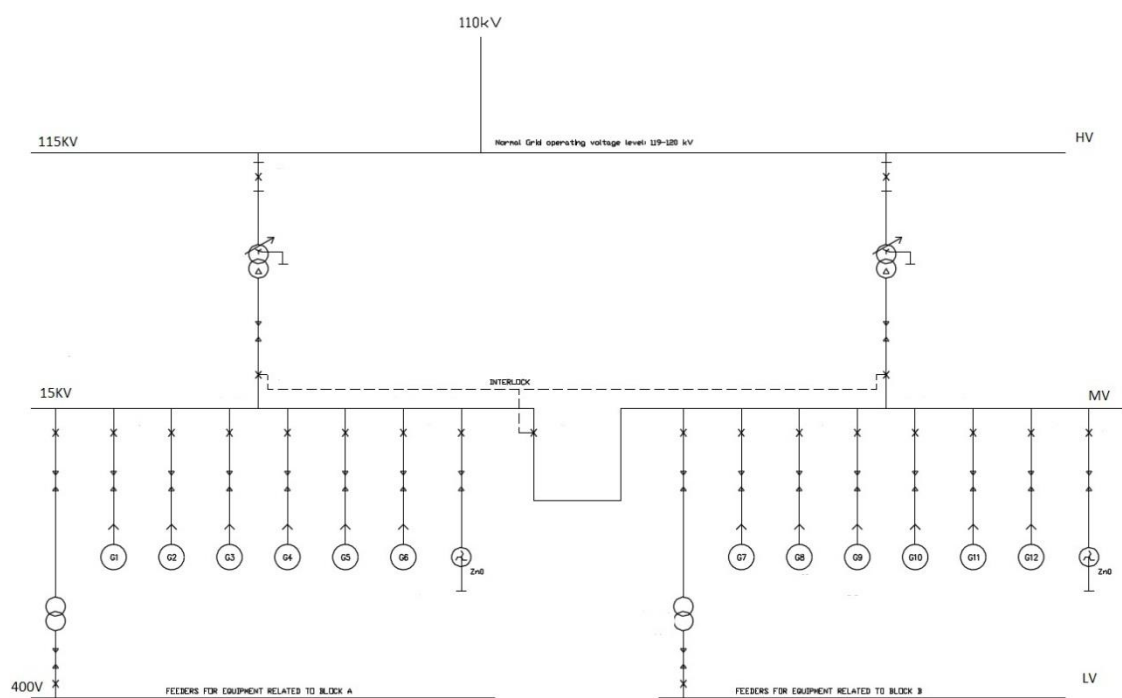 110kV
115KV
Normal Grid operating voltage level: 119-120 kV
HV
INTERLOCK
15KV
MV
G1 G2 G3 G4 G5 G6 G7 G8 G9 G10 G11 G12
ZnO ZnO
400V
FEEDERS FOR EQUIPMENT RELATED TO BLOCK A
FEEDERS FOR EQUIPMENT RELATED TO BLOCK B
LV